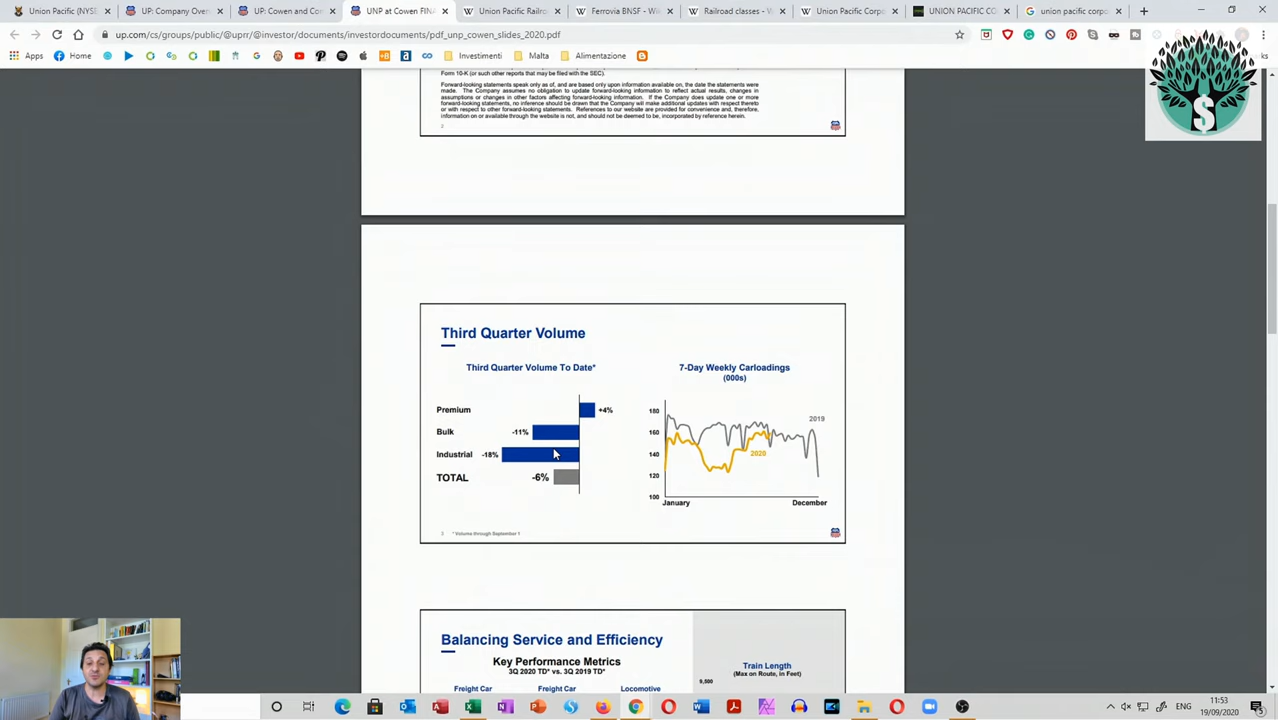 Union Pacific (NYS
UP: Company Over
UP: Cowen and Co
UNP at Cowen FINA
Union Pacific Railro
Ferrovia BNSF - Wik
Railroad classes - W
Union Pacific Corp
UNION PACIFIC CO
union pacific corpo
up.com/cs/groups/public/@uprr/@investor/documents/investordocuments/pdf_unp_cowen_slides_2020.pdf
Apps
Home
Investimenti
Malta
Alimentazione
$
Form 10-K (or such other reports that may be filed with the SEC).
Forward-looking statements speak only as of, and are based only upon information available on, the date the statements were
made. The Company assumes no obligation to update forward-looking information to reflect actual results, changes in
assumptions or changes in other factors affecting forward-looking information. If the Company does update one or more
forward-looking statements, no inference should be drawn that the Company will make additional updates with respect thereto
or with respect to other forward-looking statements. References to our website are provided for convenience and, therefore,
information on or available through the website is not, and should not be deemed to be, incorporated by reference herein.
2
Third Quarter Volume
Third Quarter Volume To Date*
Premium
+4%
Bulk
-11%
Industrial
-18%
TOTAL
-6%
7-Day Weekly Carloadings
(000s)
180
160
140
120
100
2019
2020
January
December
3
* Volume through September
Balancing Service and Efficiency
Key Performance Metrics
3Q 2020 TD* vs. 3Q 2019 TD*
Freight Car
Freight Car
Locomotive
Train Length
(Max on Route, in Feet)
9,500
11:53
19/09/2020